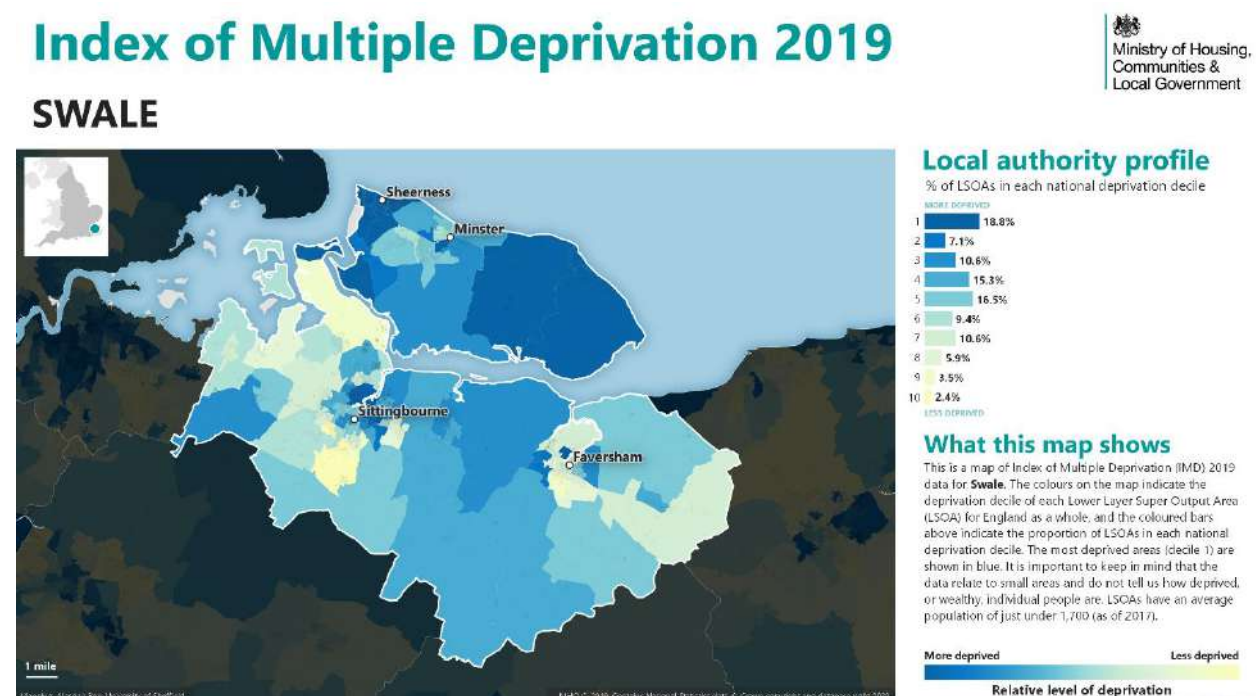 Index of Multiple Deprivation 2019
Ministry of Housing,
Communities &
Local Government
SWALE
Sheerness
Minster
Sittingbourne
Faversham
1 mile
Local authority profile
% of LSOAs in each national deprivation decile
MORE DEPRIVED
1 18.8%
2 7.1%
3 10.6%
4 15.3%
5 16.5%
6 9.4%
7 10.6%
8 5.9%
9 3.5%
10 2.4%
LESS DEPRIVED
What this map shows
This is a map of Index of Multiple Deprivation (IMD) 2019
data for Swale. The colours on the map indicate the
deprivation decile of each Lower Layer Super Output Area
(LSOA) for England as a whole, and the coloured bars
above indicate the proportion of LSOAs in each national
deprivation decile. The most deprived areas (decile 1) are
shown in blue. It is important to keep in mind that the
data relate to small areas and do not tell us how deprived,
or wealthy, individual people are. LSOAs have an average
population of just under 1,700 (as of 2017).
More deprived Less deprived
Relative level of deprivation